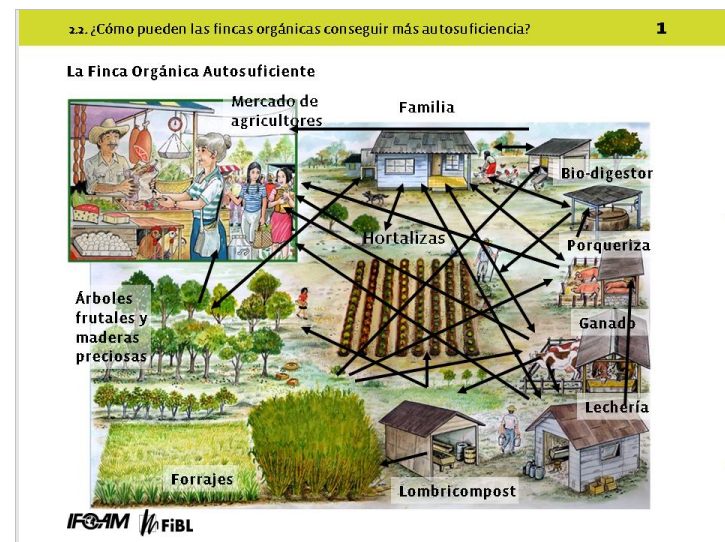 2.2. ¿Cómo pueden las fincas orgánicas conseguir más autosuficiencia?
1
La Finca Orgánica Autosuficiente
Mercado de
agricultores
Familia
Bio-digestor
Hortalizas
Porqueriza
Árboles
frutales y
maderas
preciosas
Ganado
Lechería
Forrajes
Lombricompost
IFOAM
FiBL